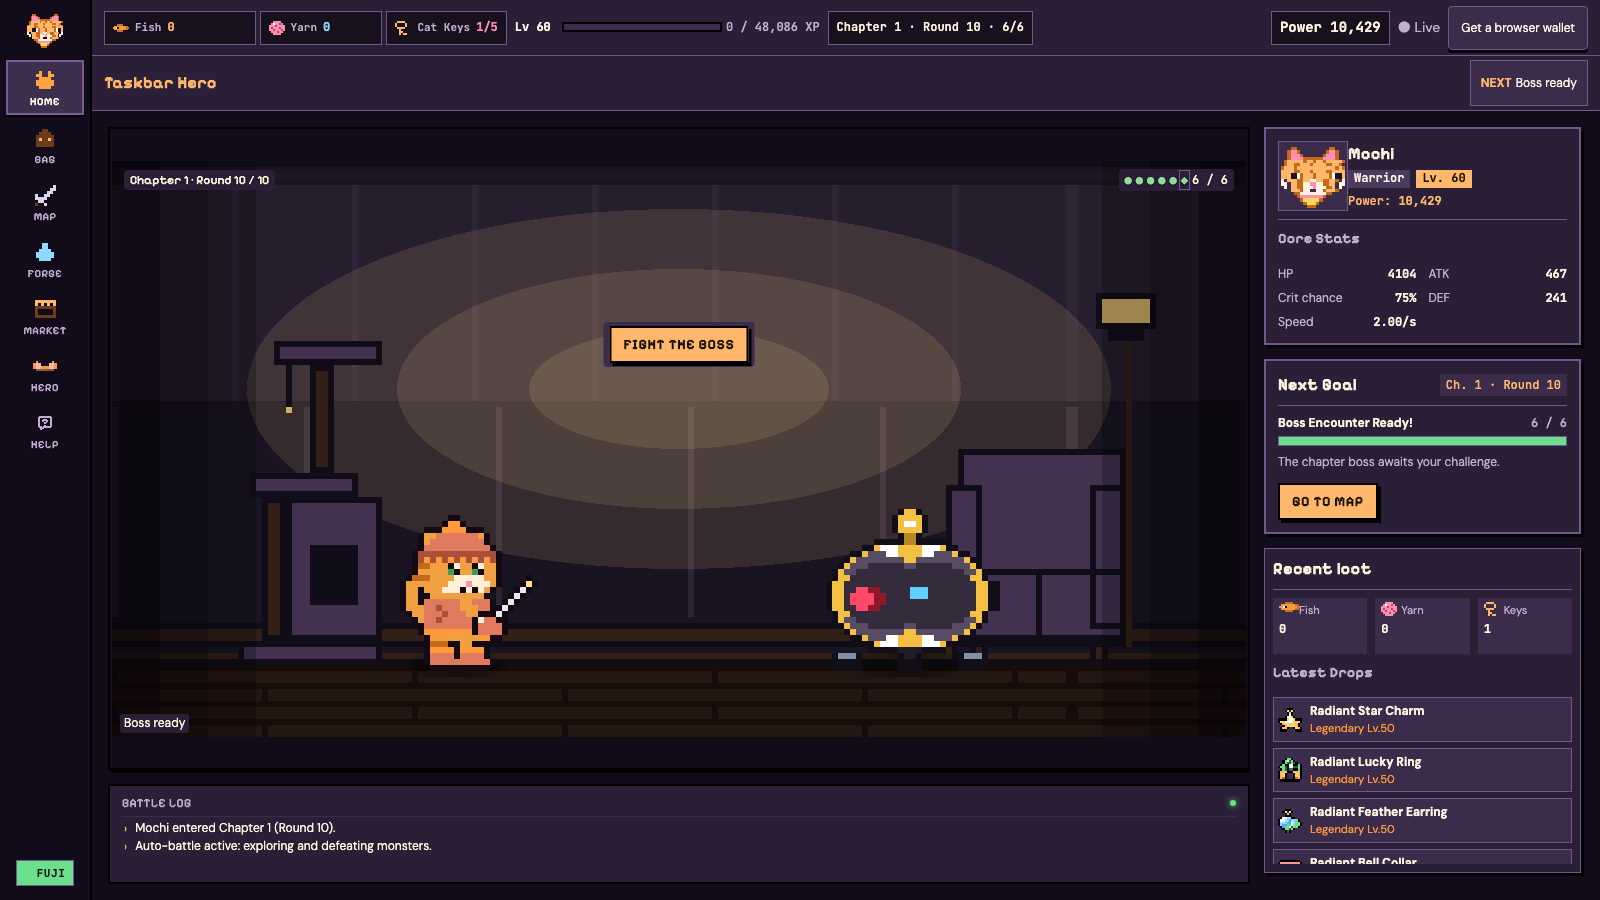 Fish 0
Yarn 0
Cat Keys 1/5
Lv 60
0 / 48,086 XP
Chapter 1 · Round 10 · 6/6
Power 10,429
Live
Get a browser wallet
HOME
BAG
MAP
FORGE
MARKET
HERO
HELP
FUJI
Taskbar Hero
NEXT Boss ready
Chapter 1 · Round 10 / 10
6 / 6
FIGHT THE BOSS
Boss ready
BATTLE LOG
› Mochi entered Chapter 1 (Round 10).
› Auto-battle active: exploring and defeating monsters.
Mochi
Warrior
Lv. 60
Power: 10,429
Core Stats
HP 4104 ATK 467
Crit chance 75% DEF 241
Speed 2.00/s
Next Goal
Ch. 1 · Round 10
Boss Encounter Ready! 6 / 6
The chapter boss awaits your challenge.
GO TO MAP
Recent loot
Fish
0
Yarn
0
Keys
1
Latest Drops
Radiant Star Charm
Legendary Lv.50
Radiant Lucky Ring
Legendary Lv.50
Radiant Feather Earring
Legendary Lv.50
Radiant Bell Collar